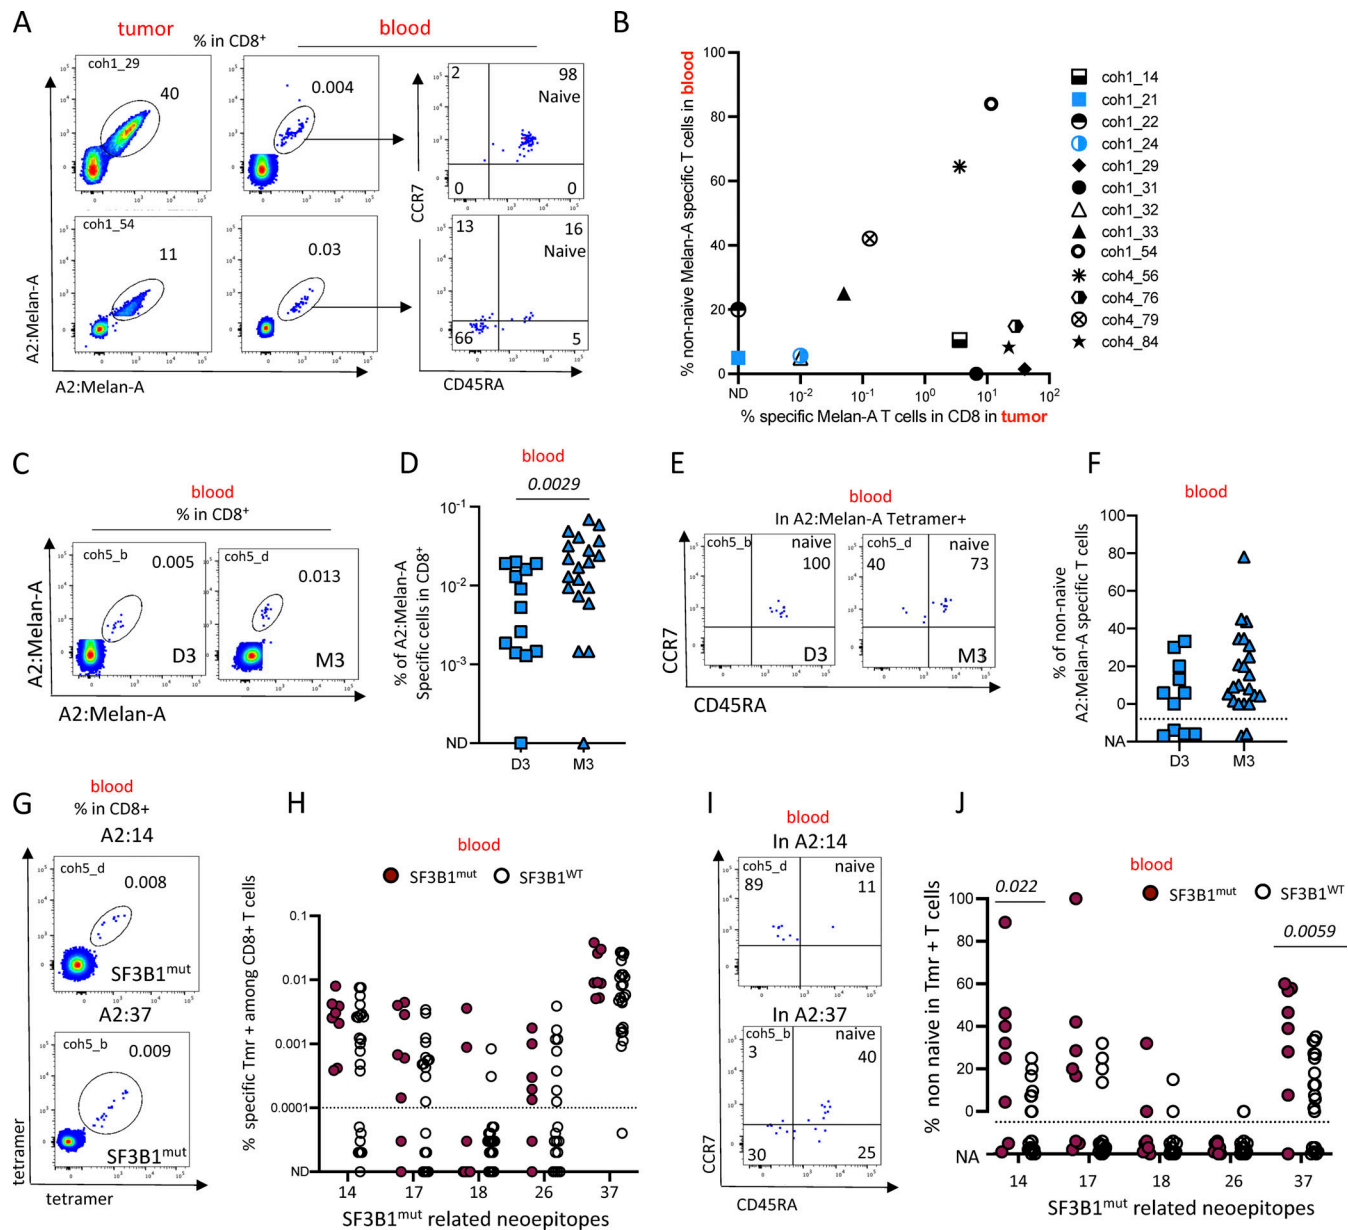 A
tumor
% in CD8⁺
blood
coh1_29
40
0.004
2
98
Naive
0
0
coh1_54
11
0.03
13
16
Naive
66
5
CCR7
A2:Melan-A
A2:Melan-A
CD45RA
B
% non-naive Melan-A specific T cells in blood
100
80
60
40
20
0
ND
10⁻²
10⁻¹
10⁰
10¹
10²
% specific Melan-A T cells in CD8 in tumor
coh1_14
coh1_21
coh1_22
coh1_24
coh1_29
coh1_31
coh1_32
coh1_33
coh1_54
coh4_56
coh4_76
coh4_79
coh4_84
C
blood
% in CD8⁺
coh5_b
0.005
D3
coh5_d
0.013
M3
A2:Melan-A
A2:Melan-A
D
blood
0.0029
% of A2:Melan-A
Specific cells in CD8⁺
10⁻¹
10⁻²
10⁻³
ND
D3
M3
E
blood
In A2:Melan-A Tetramer+
coh5_b
naive
100
D3
coh5_d
naive
40
73
M3
CCR7
CD45RA
F
blood
% of non-naive
A2:Melan-A specific T cells
100
80
60
40
20
0
NA
D3
M3
G
blood
% in CD8+
A2:14
coh5_d
0.008
SF3B1ᵐᵘᵗ
A2:37
coh5_b
0.009
SF3B1ᵐᵘᵗ
tetramer
tetramer
H
blood
SF3B1ᵐᵘᵗ
SF3B1ᵂᵀ
% specific Tmr + among CD8+ T cells
0.1
0.01
0.001
0.0001
ND
14
17
18
26
37
SF3B1ᵐᵘᵗ related neoepitopes
I
blood
In A2:14
coh5_d
naive
89
11
In A2:37
coh5_b
naive
3
40
30
25
CCR7
CD45RA
J
blood
SF3B1ᵐᵘᵗ
SF3B1ᵂᵀ
0.022
0.0059
% non naive in Tmr + T cells
100
80
60
40
20
0
NA
14
17
18
26
37
SF3B1ᵐᵘᵗ related neoepitopes